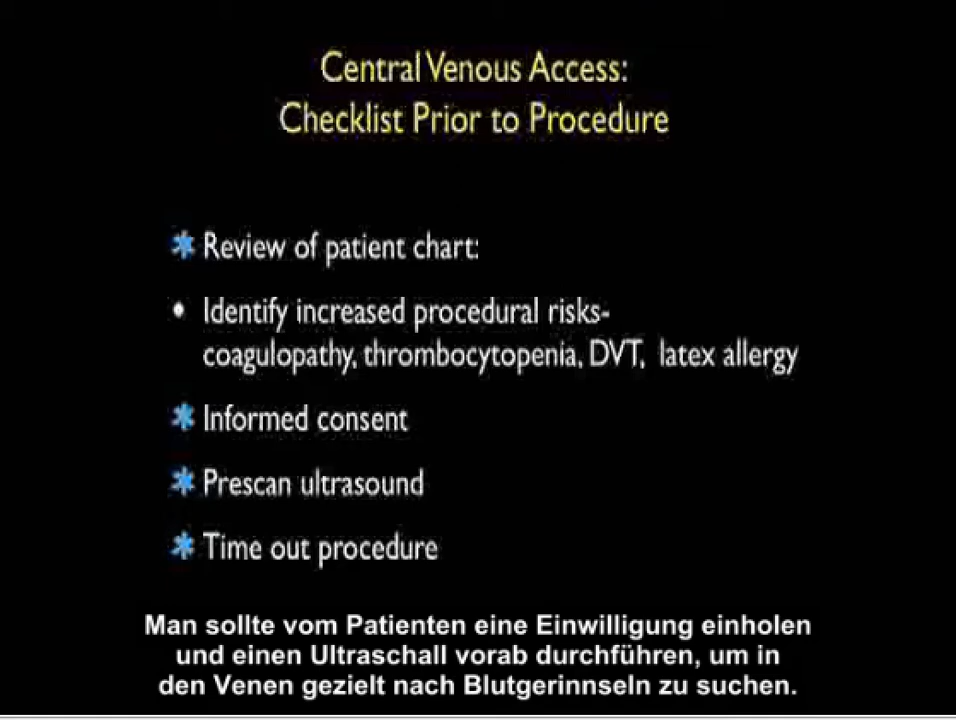 Central Venous Access:
Checklist Prior to Procedure
* Review of patient chart:
• Identify increased procedural risks-
coagulopathy, thrombocytopenia, DVT, latex allergy
* Informed consent
* Prescan ultrasound
* Time out procedure
Man sollte vom Patienten eine Einwilligung einholen
und einen Ultraschall vorab durchführen, um in
den Venen gezielt nach Blutgerinnseln zu suchen.